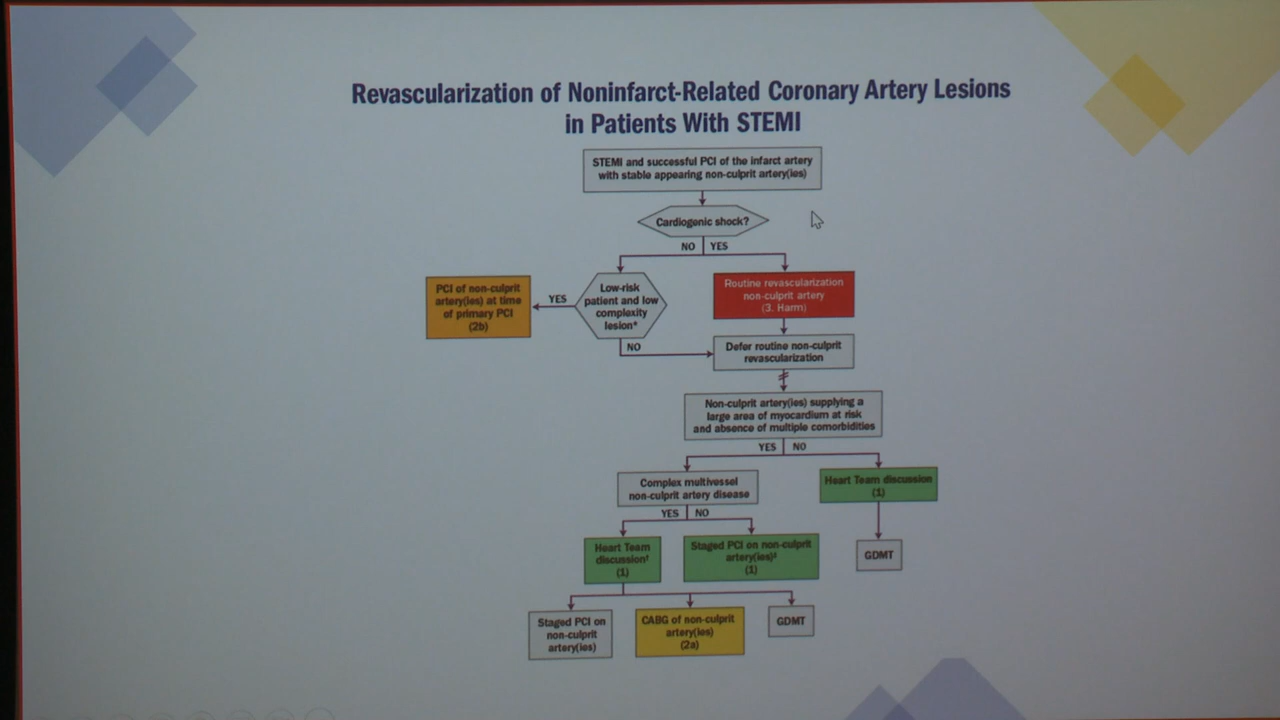 Revascularization of Noninfarct-Related Coronary Artery Lesions
in Patients With STEMI
STEMI and successful PCI of the infarct artery
with stable appearing non-culprit artery(ies)
Cardiogenic shock?
NO
YES
PCI of non-culprit
artery(ies) at time
of primary PCI
(2b)
YES
Low-risk
patient and low
complexity
lesion*
Routine revascularization
non-culprit artery
(3. Harm)
NO
Defer routine non-culprit
revascularization
Non-culprit artery(ies) supplying a
large area of myocardium at risk
and absence of multiple comorbidities
YES
NO
Complex multivessel
non-culprit artery disease
Heart Team discussion
(1)
YES
NO
Heart Team
discussion†
(1)
Staged PCI on non-culprit
artery(ies)‡
(1)
GDMT
Staged PCI on
non-culprit
artery(ies)
CABG of non-culprit
artery(ies)
(2a)
GDMT